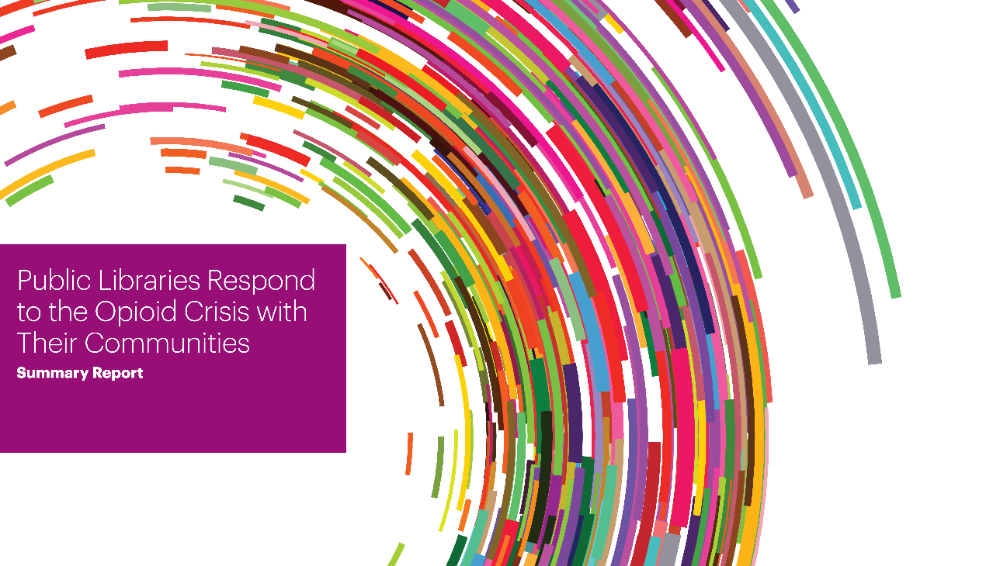 Public Libraries Respond
to the Opioid Crisis with
Their Communities
Summary Report